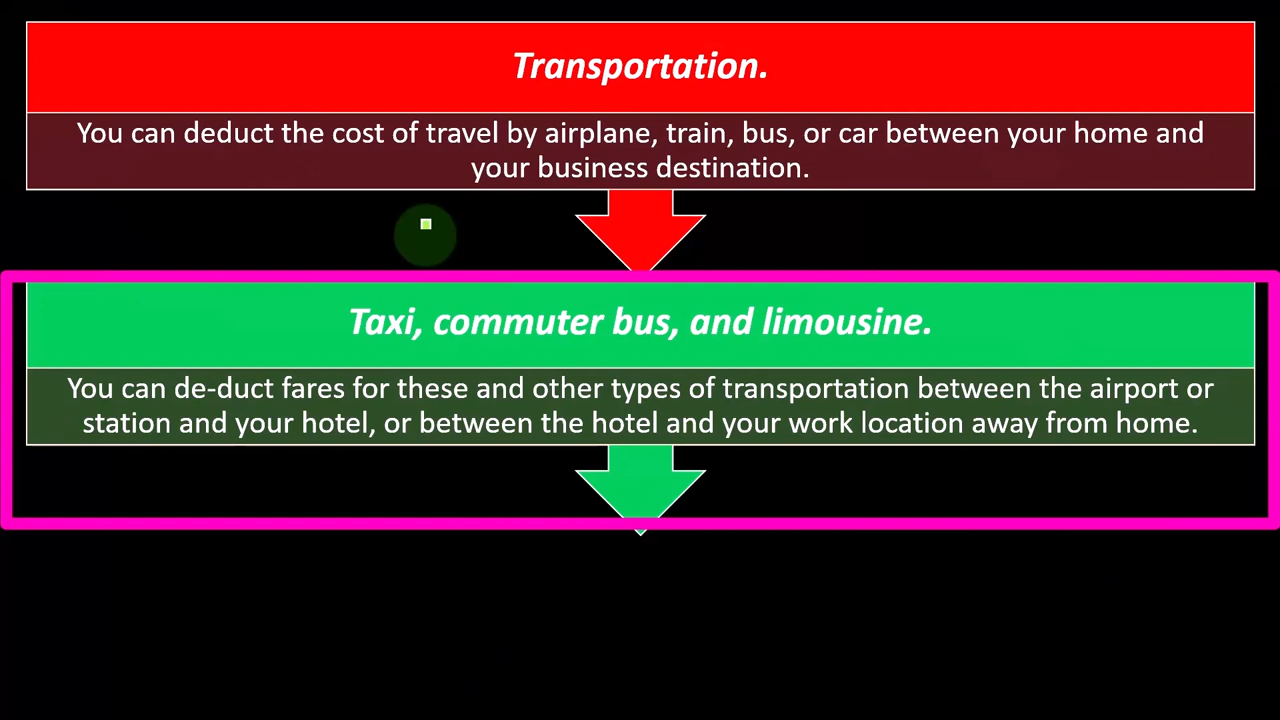 Transportation.
You can deduct the cost of travel by airplane, train, bus, or car between your home and
your business destination.
Taxi, commuter bus, and limousine.
You can de-duct fares for these and other types of transportation between the airport or
station and your hotel, or between the hotel and your work location away from home.